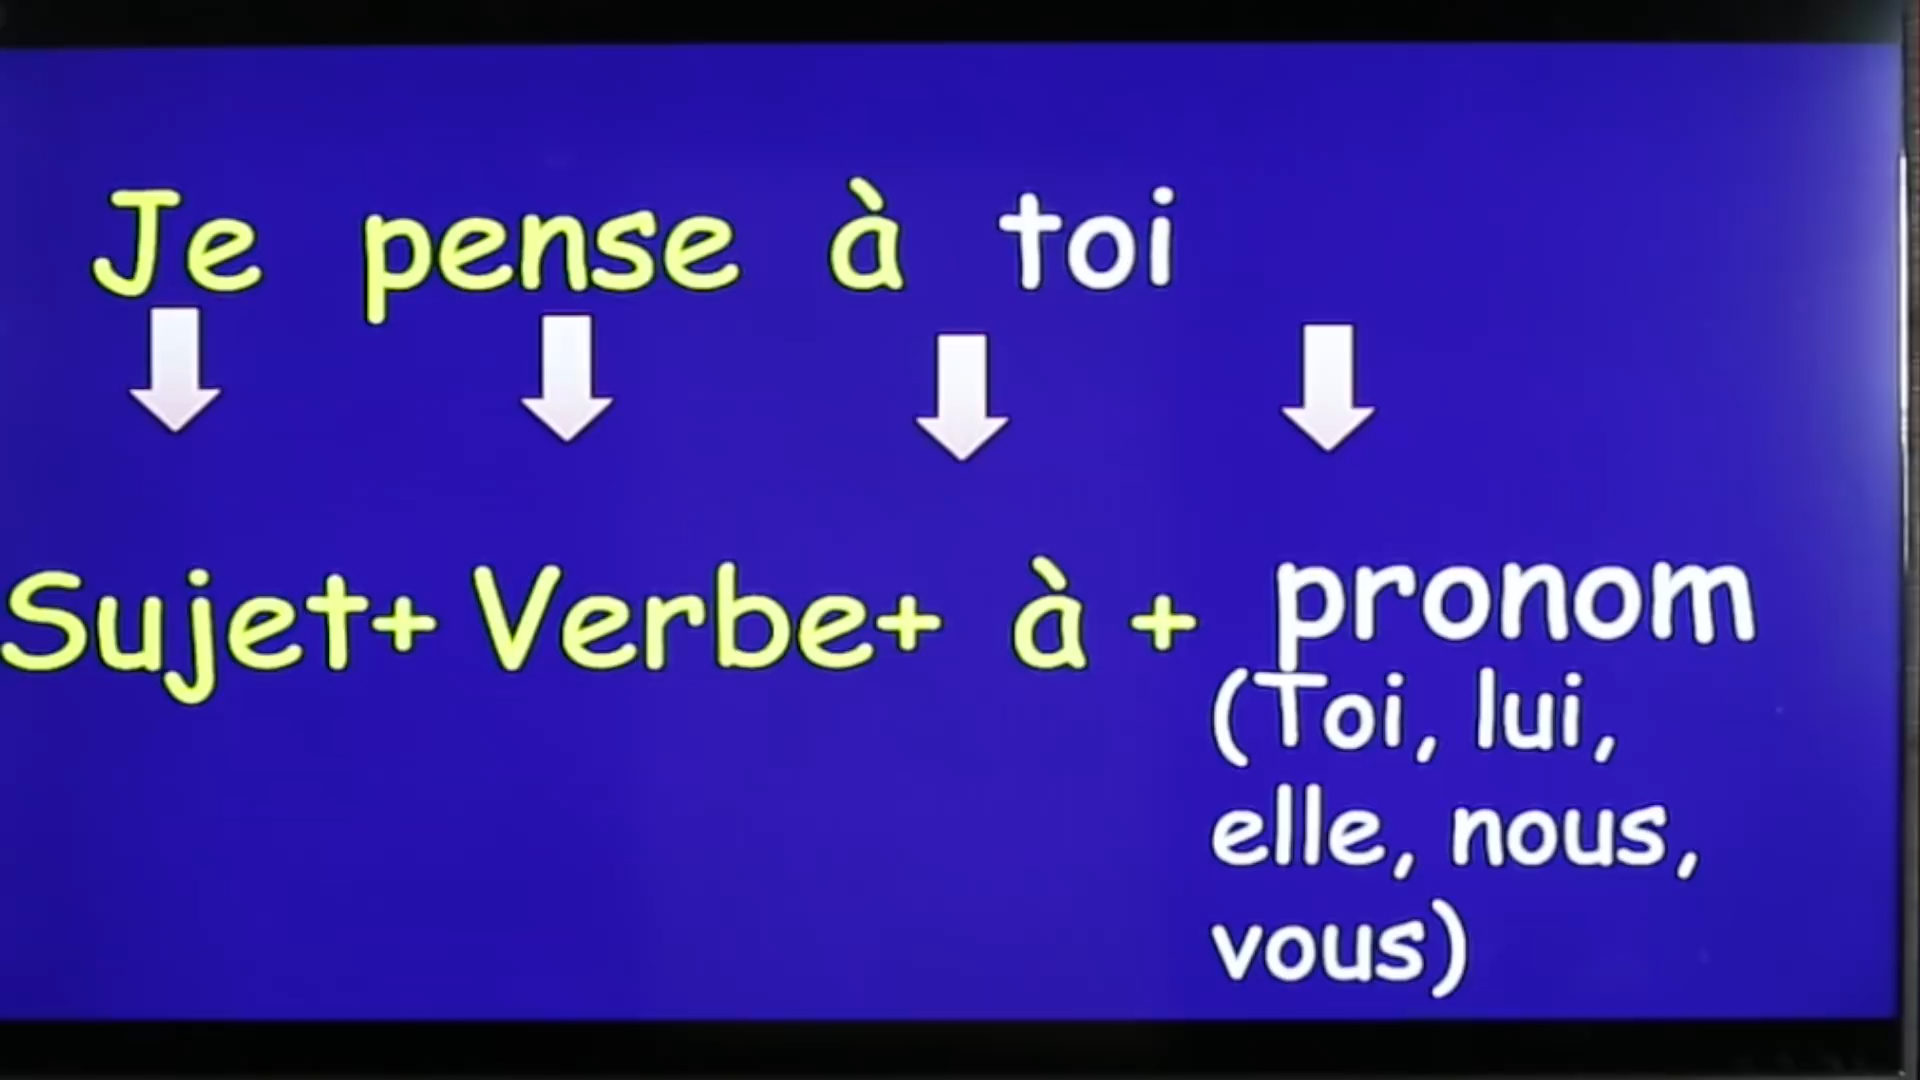 Je pense à toi
Sujet+ Verbe+ à + pronom
(Toi, lui,
elle, nous,
vous)